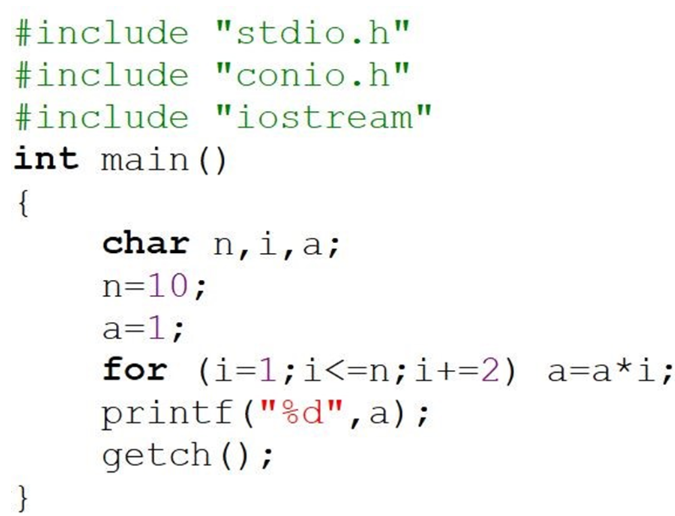 #include "stdio.h"
#include "conio.h"
#include "iostream"
int main()
{
char n,i,a;
n=10;
a=1;
for (i=1;i<=n;i+=2) a=a*i;
printf("%d",a);
getch();
}